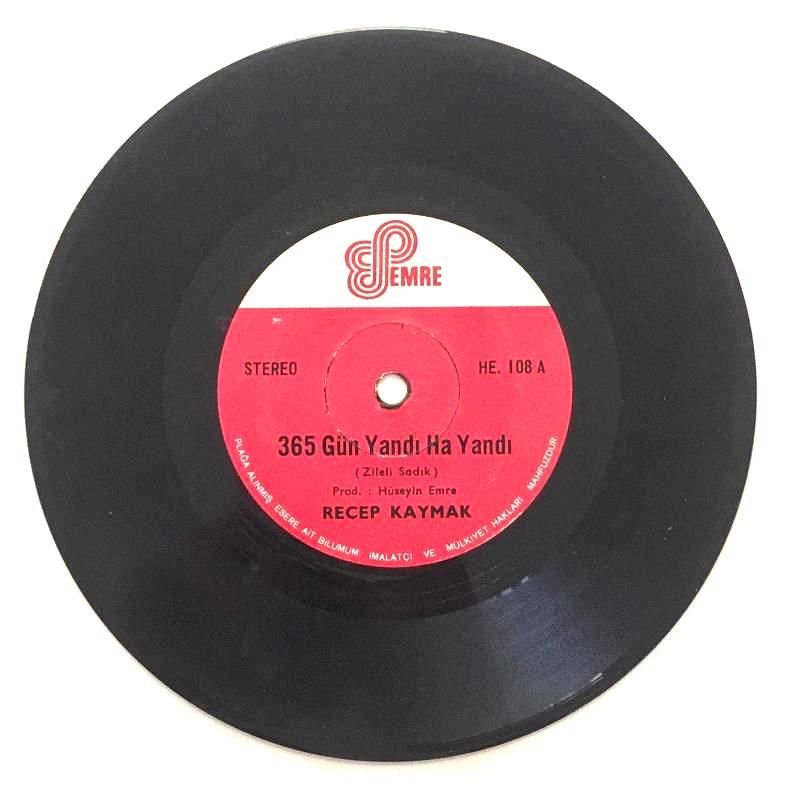 EMRE
STEREO
HE. 108 A
365 Gün Yandı Ha Yandı
(Zileli Sadık)
Prod. : Hüseyin Emre
RECEP KAYMAK
PLAĞA ALINMIŞ ESERE AİT BİLUMUM İMALATÇI VE MÜLKİYET HAKLARI MAHFUZDUR